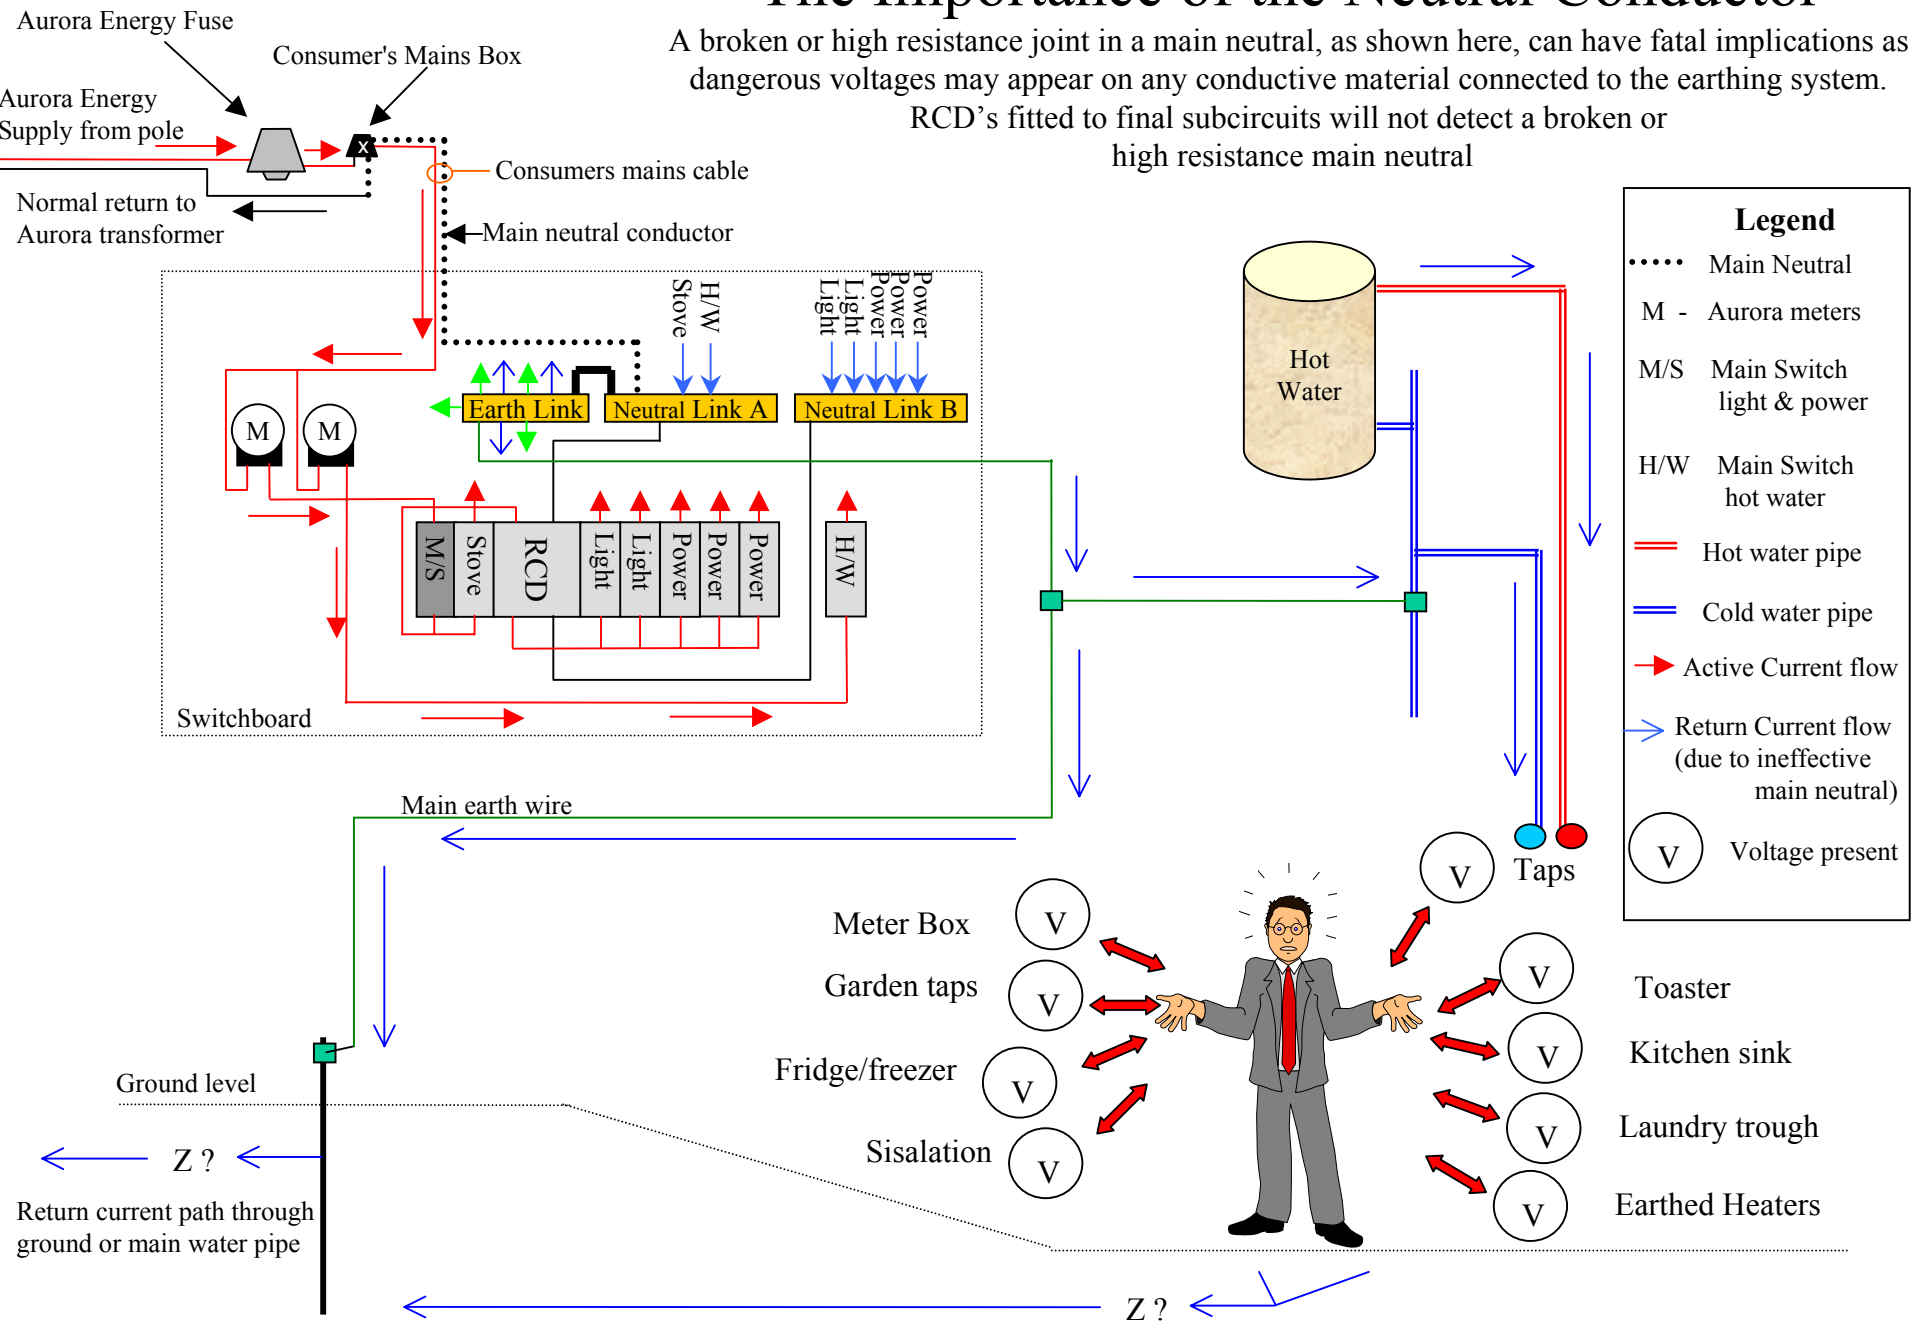 The Importance of the Neutral Conductor
A broken or high resistance joint in a main neutral, as shown here, can have fatal implications as
dangerous voltages may appear on any conductive material connected to the earthing system.
RCD's fitted to final subcircuits will not detect a broken or
high resistance main neutral
Aurora Energy Fuse
Consumer's Mains Box
Aurora Energy
Supply from pole
X
Consumers mains cable
Normal return to
Aurora transformer
Main neutral conductor
Stove
H/W
Light
Light
Power
Power
Power
Earth Link
Neutral Link A
Neutral Link B
M
M
M/S
Stove
RCD
Light
Light
Power
Power
Power
H/W
Switchboard
Hot
Water
Legend
Main Neutral
M - Aurora meters
M/S Main Switch
light & power
H/W Main Switch
hot water
Hot water pipe
Cold water pipe
Active Current flow
Return Current flow
(due to ineffective
main neutral)
V Voltage present
Main earth wire
Taps
V
Meter Box V
Garden taps V
Fridge/freezer V
Sisalation V
V Toaster
V Kitchen sink
V Laundry trough
V Earthed Heaters
Ground level
Z ?
Return current path through
ground or main water pipe
Z ?